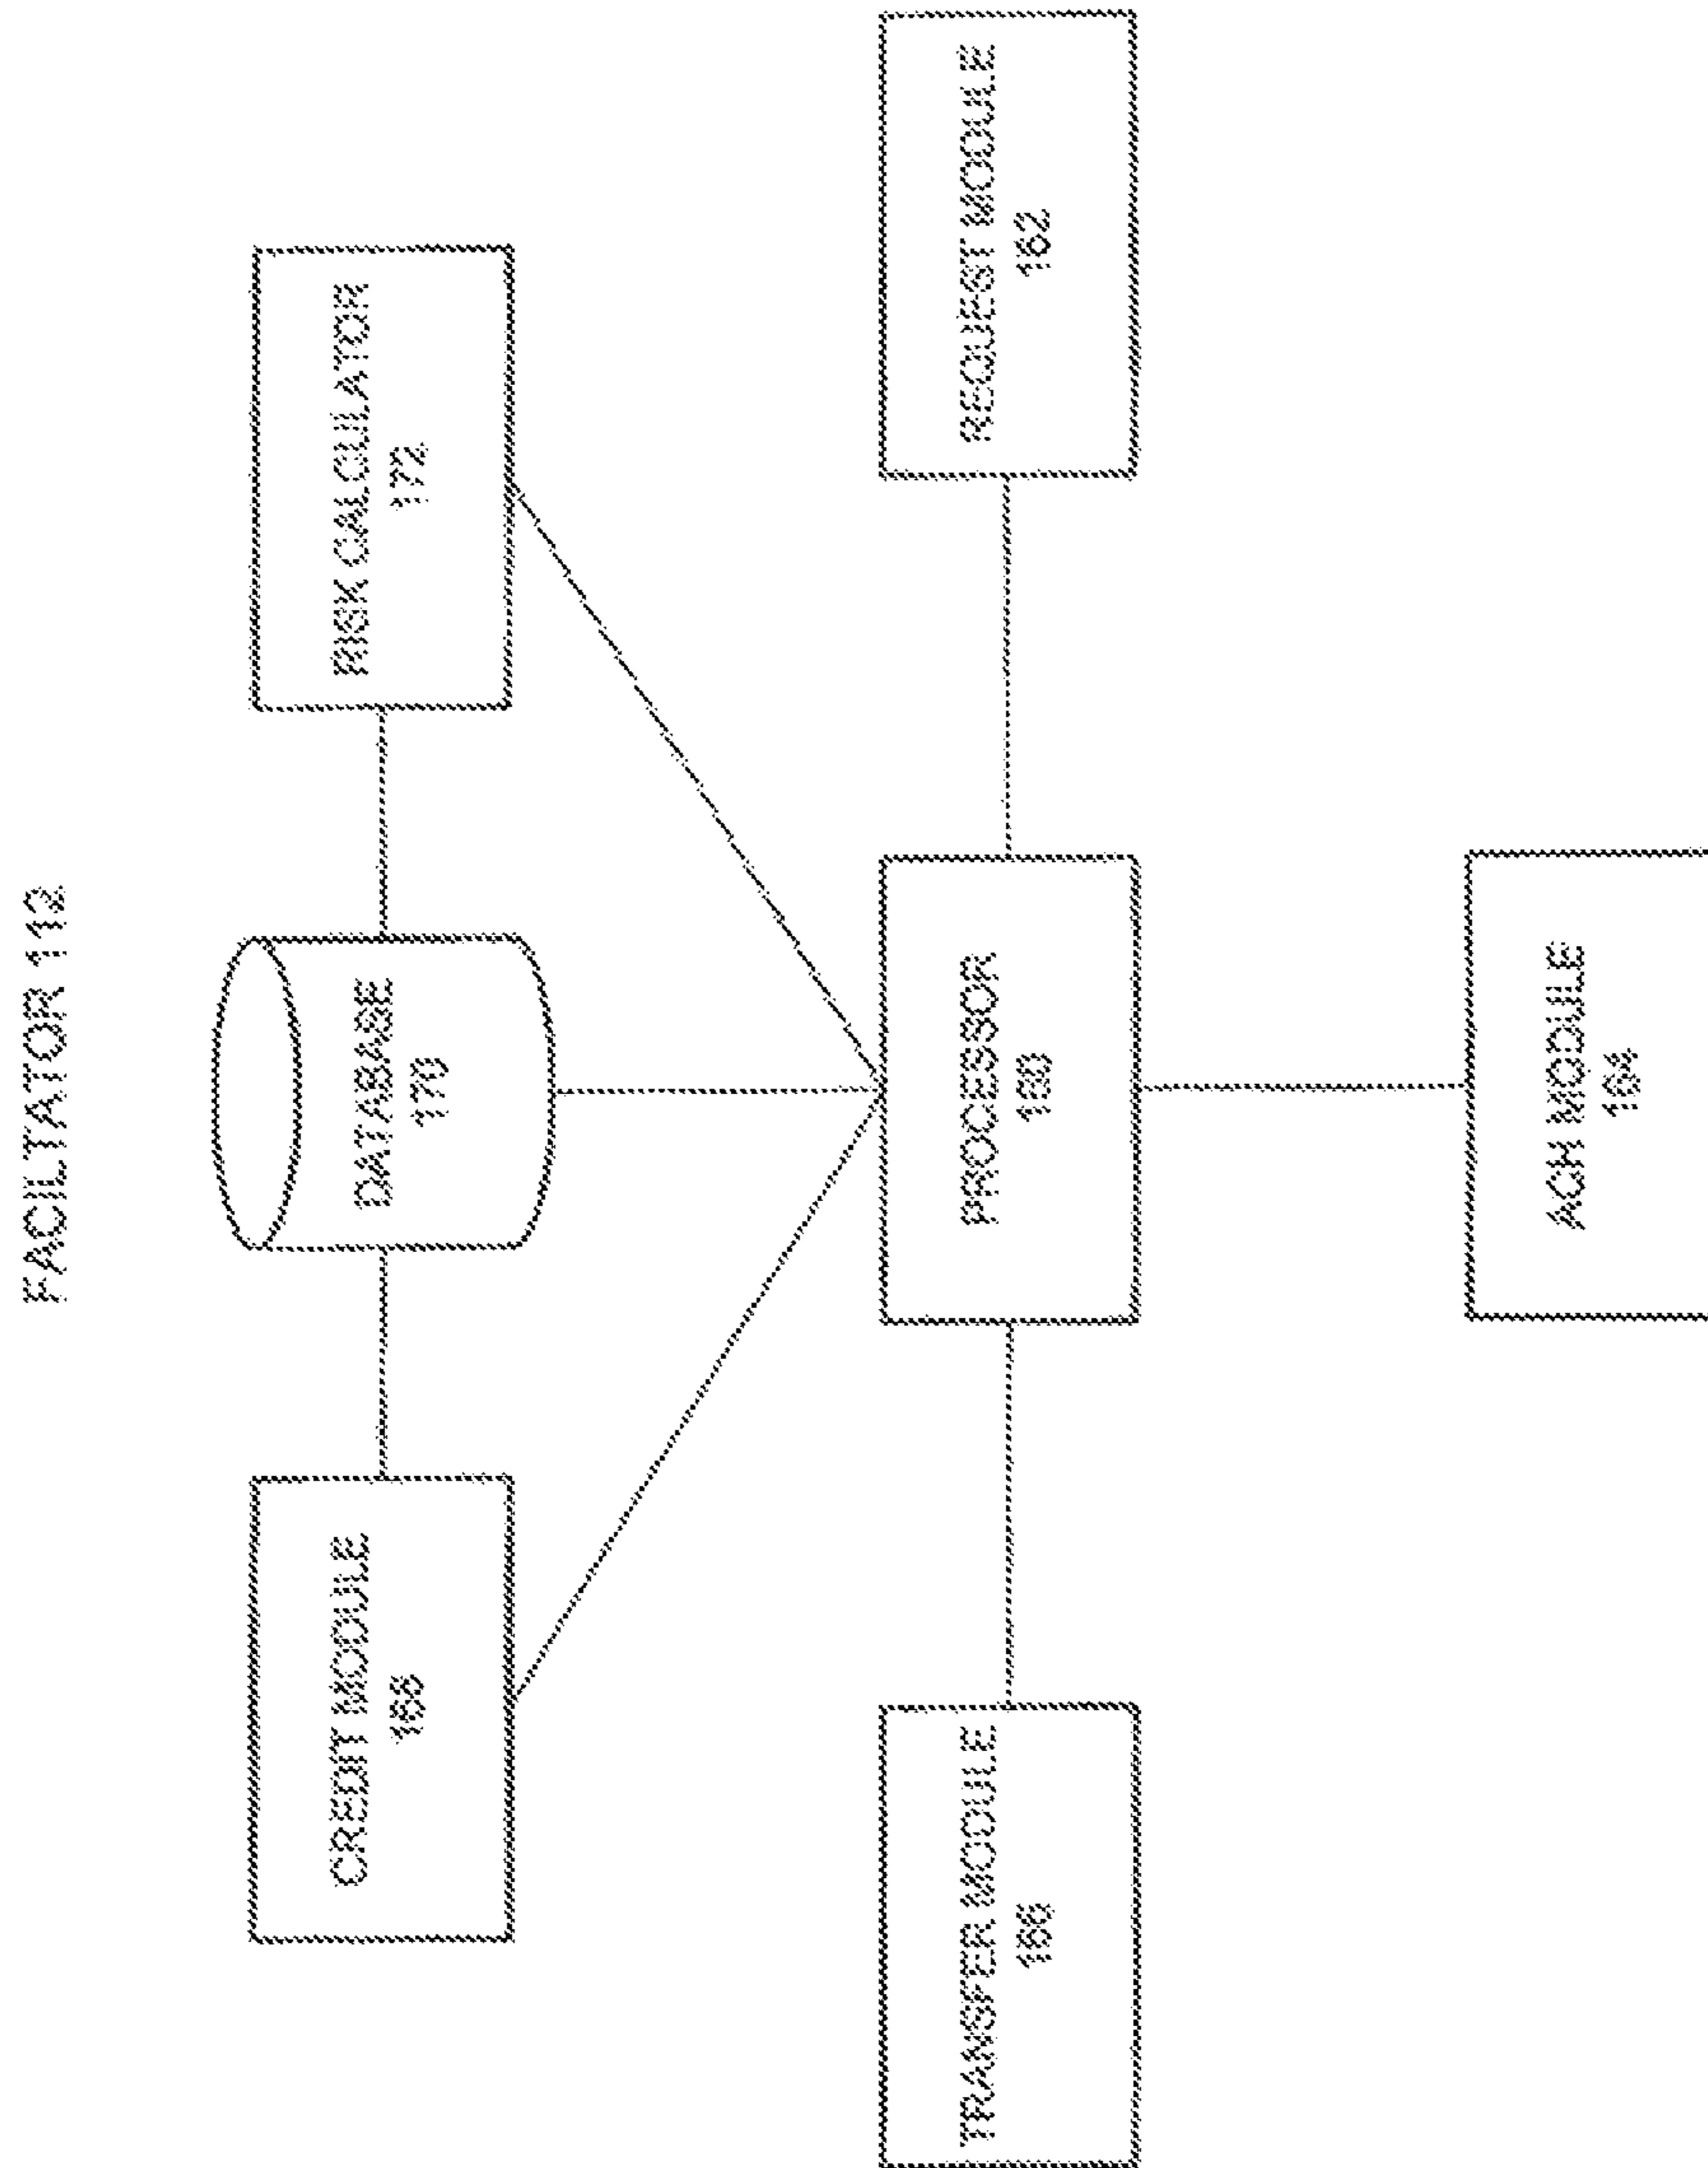 FACILTATOR 112
CREDIT MODULE
168
DATABASE
170
RISK CALCULATOR
172
TRANSFER MODULE
166
PROCESSOR
160
REQUEST MODULE
162
ACH MODULE
164